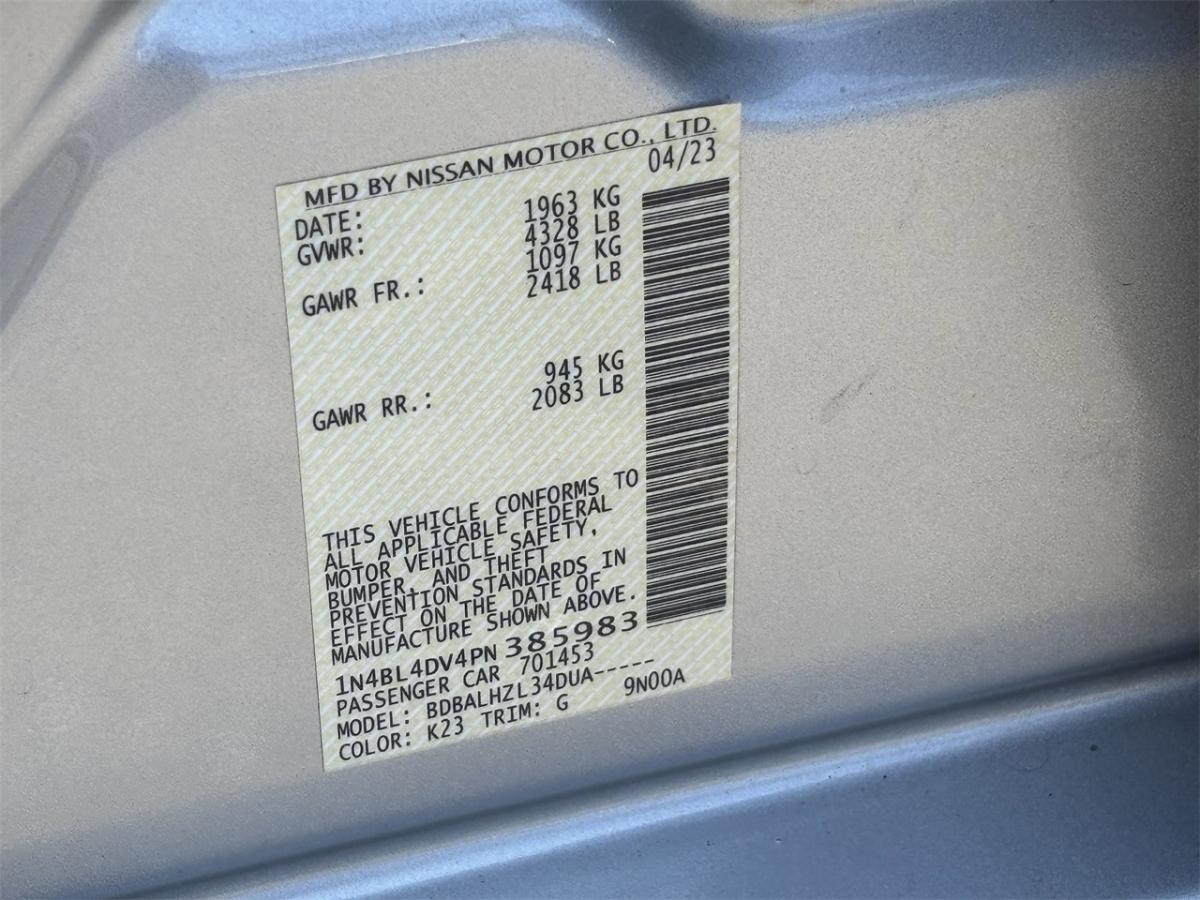 MFD BY NISSAN MOTOR CO., LTD.
DATE: 04/23
GVWR: 1963 KG
4328 LB
GAWR FR.: 1097 KG
2418 LB
GAWR RR.: 945 KG
2083 LB
THIS VEHICLE CONFORMS TO
ALL APPLICABLE FEDERAL
MOTOR VEHICLE SAFETY,
BUMPER, AND THEFT
PREVENTION STANDARDS IN
EFFECT ON THE DATE OF
MANUFACTURE SHOWN ABOVE.
1N4BL4DV4PN 385983
PASSENGER CAR 701453
MODEL: BDBALHZL34DUA-----
COLOR: K23 TRIM: G 9N00A